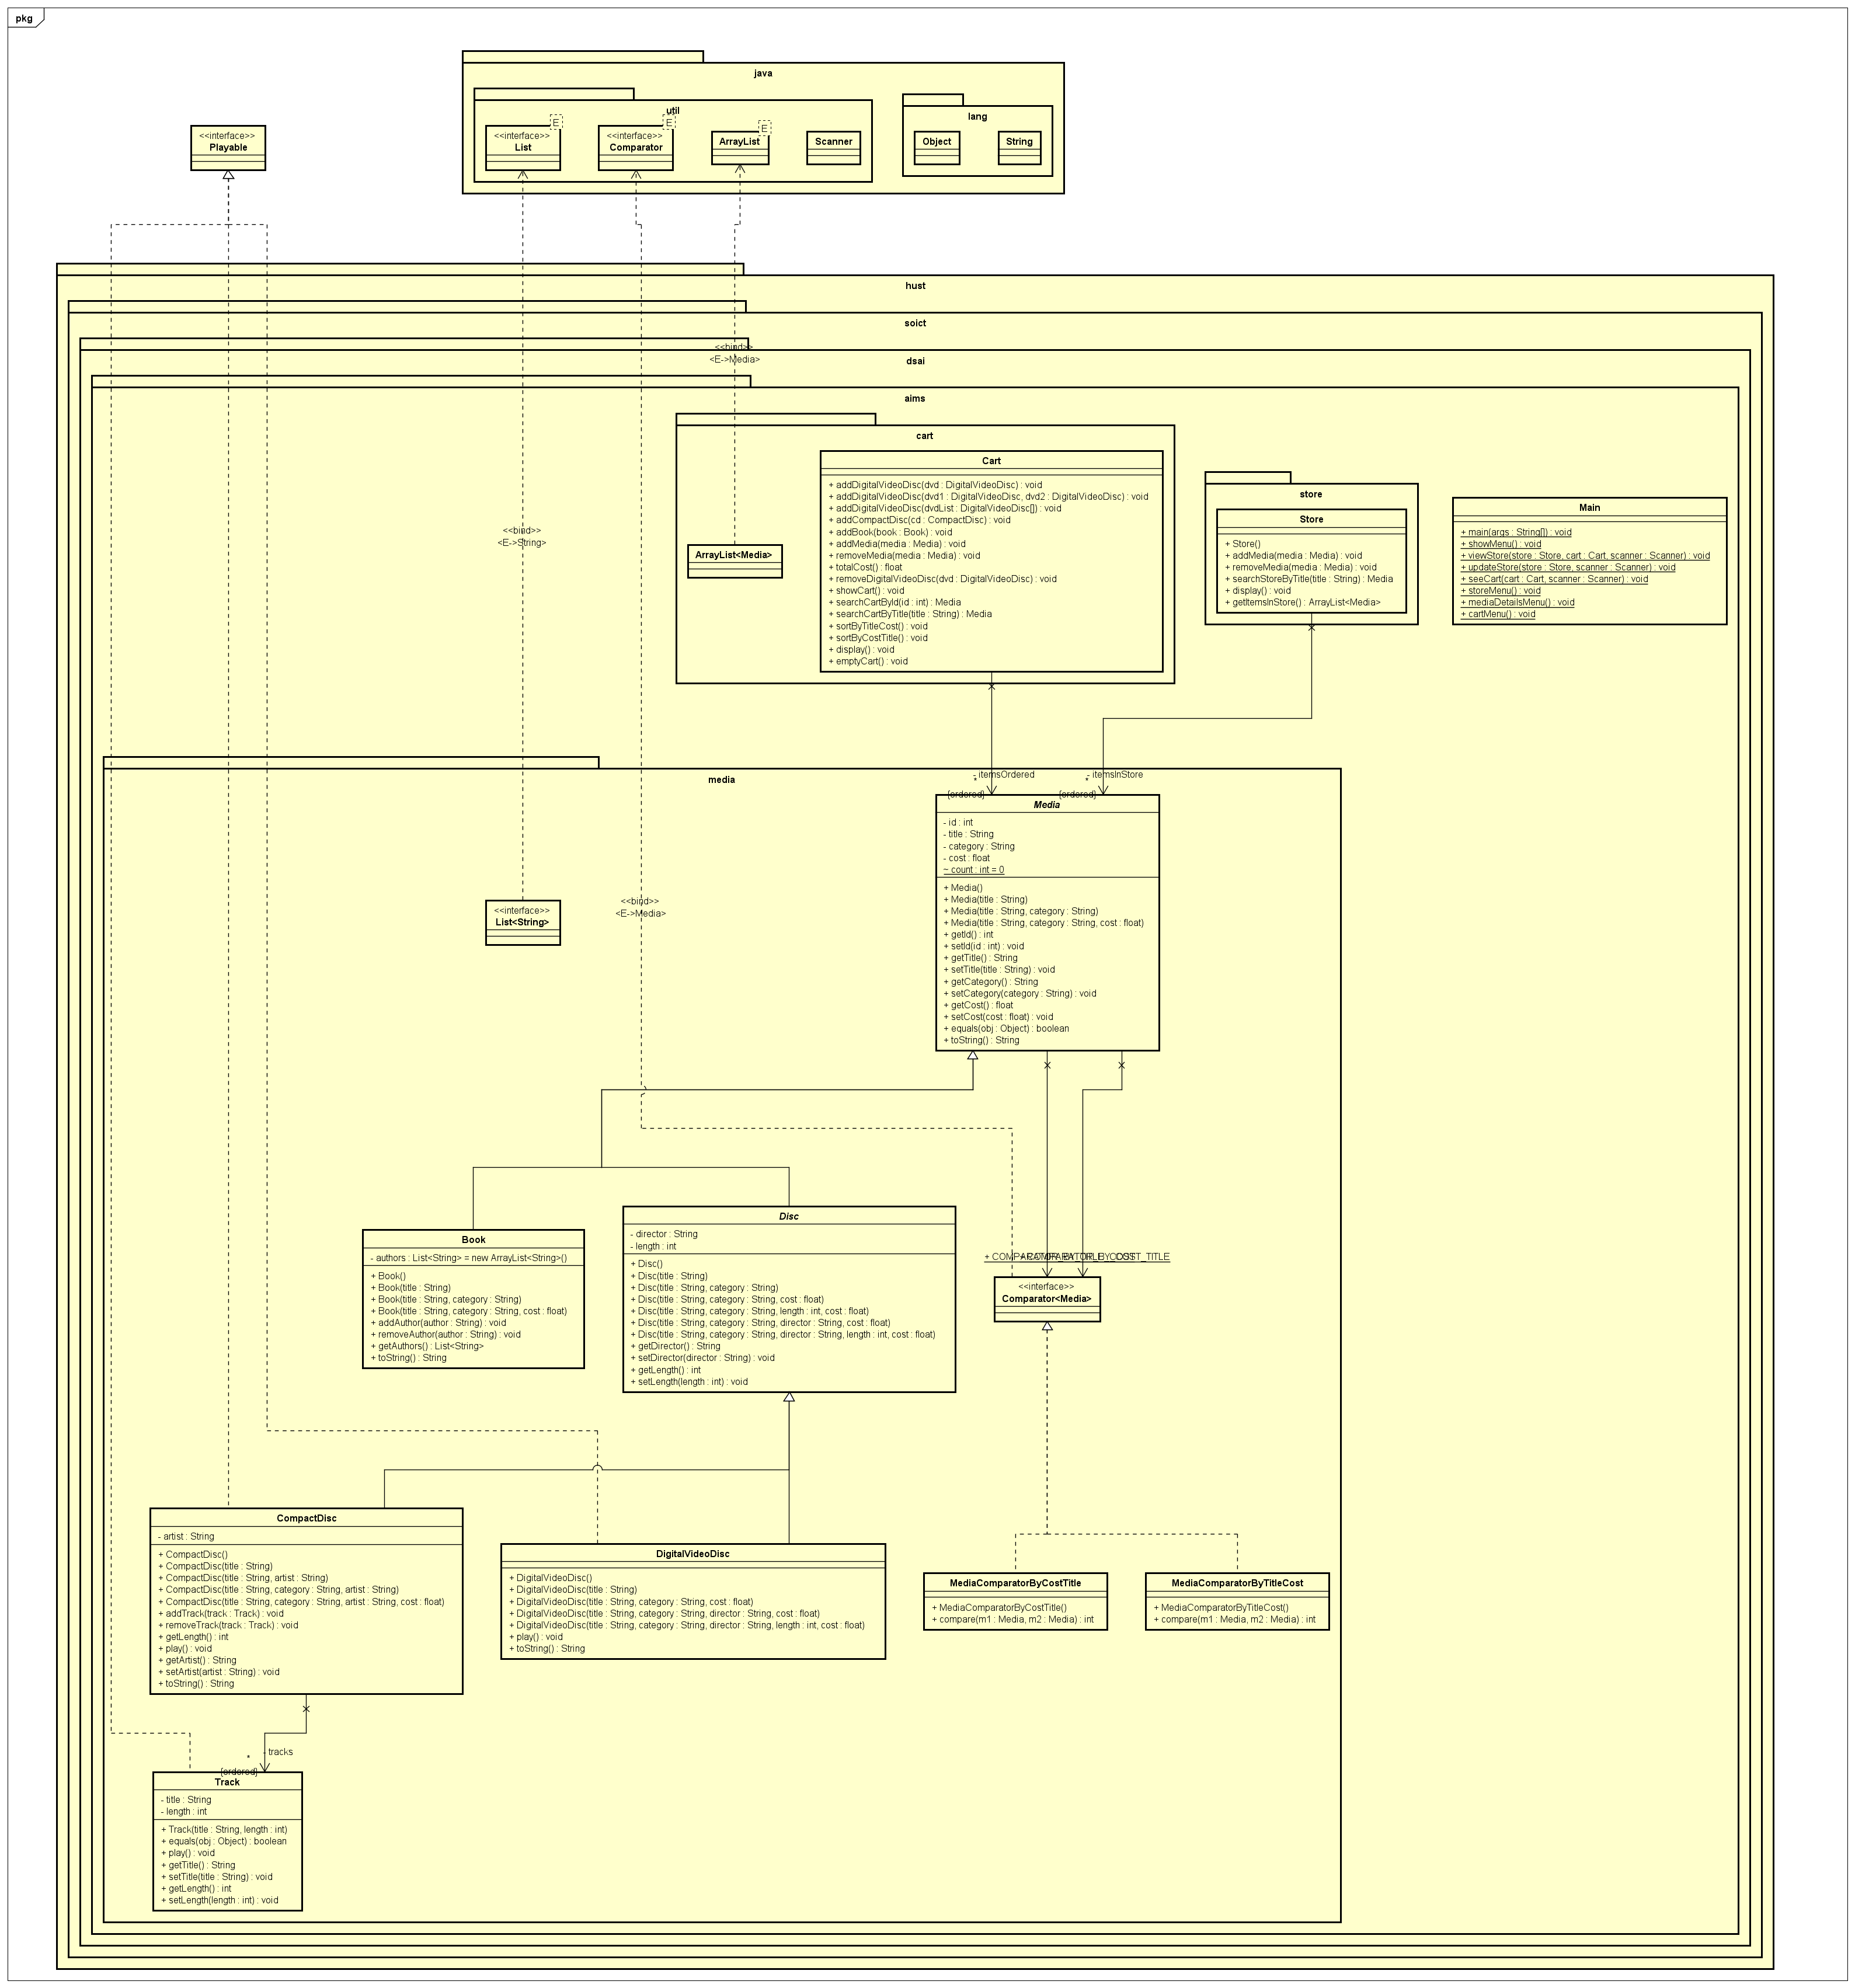 pkg
java
util
<<interface>>
List
E
<<interface>>
Comparator
E
ArrayList
E
Scanner
lang
Object
String
<<interface>>
Playable
hust
soict
dsai
aims
<<bind>>
<E->Media>
cart
ArrayList<Media>
Cart
+ addDigitalVideoDisc(dvd : DigitalVideoDisc) : void
+ addDigitalVideoDisc(dvd1 : DigitalVideoDisc, dvd2 : DigitalVideoDisc) : void
+ addDigitalVideoDisc(dvdList : DigitalVideoDisc[]) : void
+ addCompactDisc(cd : CompactDisc) : void
+ addBook(book : Book) : void
+ addMedia(media : Media) : void
+ removeMedia(media : Media) : void
+ totalCost() : float
+ removeDigitalVideoDisc(dvd : DigitalVideoDisc) : void
+ showCart() : void
+ searchCartById(id : int) : Media
+ searchCartByTitle(title : String) : Media
+ sortByTitleCost() : void
+ sortByCostTitle() : void
+ display() : void
+ emptyCart() : void
store
Store
+ Store()
+ addMedia(media : Media) : void
+ removeMedia(media : Media) : void
+ searchStoreByTitle(title : String) : Media
+ display() : void
+ getItemsInStore() : ArrayList<Media>
Main
+ main(args : String[]) : void
+ showMenu() : void
+ viewStore(store : Store, cart : Cart, scanner : Scanner) : void
+ updateStore(store : Store, scanner : Scanner) : void
+ seeCart(cart : Cart, scanner : Scanner) : void
+ storeMenu() : void
+ mediaDetailsMenu() : void
+ cartMenu() : void
<<bind>>
<E->String>
media
- itemsOrdered
*
{ordered}
- itemsInStore
*
{ordered}
Media
- id : int
- title : String
- category : String
- cost : float
~ count : int = 0
+ Media()
+ Media(title : String)
+ Media(title : String, category : String)
+ Media(title : String, category : String, cost : float)
+ getId() : int
+ setId(id : int) : void
+ getTitle() : String
+ setTitle(title : String) : void
+ getCategory() : String
+ setCategory(category : String) : void
+ getCost() : float
+ setCost(cost : float) : void
+ equals(obj : Object) : boolean
+ toString() : String
<<interface>>
List<String>
<<bind>>
<E->Media>
Book
- authors : List<String> = new ArrayList<String>()
+ Book()
+ Book(title : String)
+ Book(title : String, category : String)
+ Book(title : String, category : String, cost : float)
+ addAuthor(author : String) : void
+ removeAuthor(author : String) : void
+ getAuthors() : List<String>
+ toString() : String
Disc
- director : String
- length : int
+ Disc()
+ Disc(title : String)
+ Disc(title : String, category : String)
+ Disc(title : String, category : String, cost : float)
+ Disc(title : String, category : String, length : int, cost : float)
+ Disc(title : String, category : String, director : String, cost : float)
+ Disc(title : String, category : String, director : String, length : int, cost : float)
+ getDirector() : String
+ setDirector(director : String) : void
+ getLength() : int
+ setLength(length : int) : void
<<interface>>
Comparator<Media>
CompactDisc
- artist : String
+ CompactDisc()
+ CompactDisc(title : String)
+ CompactDisc(title : String, artist : String)
+ CompactDisc(title : String, category : String, artist : String)
+ CompactDisc(title : String, category : String, artist : String, cost : float)
+ addTrack(track : Track) : void
+ removeTrack(track : Track) : void
+ getLength() : int
+ play() : void
+ getArtist() : String
+ setArtist(artist : String) : void
+ toString() : String
DigitalVideoDisc
+ DigitalVideoDisc()
+ DigitalVideoDisc(title : String)
+ DigitalVideoDisc(title : String, category : String, cost : float)
+ DigitalVideoDisc(title : String, category : String, director : String, cost : float)
+ DigitalVideoDisc(title : String, category : String, director : String, length : int, cost : float)
+ play() : void
+ toString() : String
MediaComparatorByCostTitle
+ MediaComparatorByCostTitle()
+ compare(m1 : Media, m2 : Media) : int
MediaComparatorByTitleCost
+ MediaComparatorByTitleCost()
+ compare(m1 : Media, m2 : Media) : int
- tracks
*
{ordered}
Track
- title : String
- length : int
+ Track(title : String, length : int)
+ equals(obj : Object) : boolean
+ play() : void
+ getTitle() : String
+ setTitle(title : String) : void
+ getLength() : int
+ setLength(length : int) : void